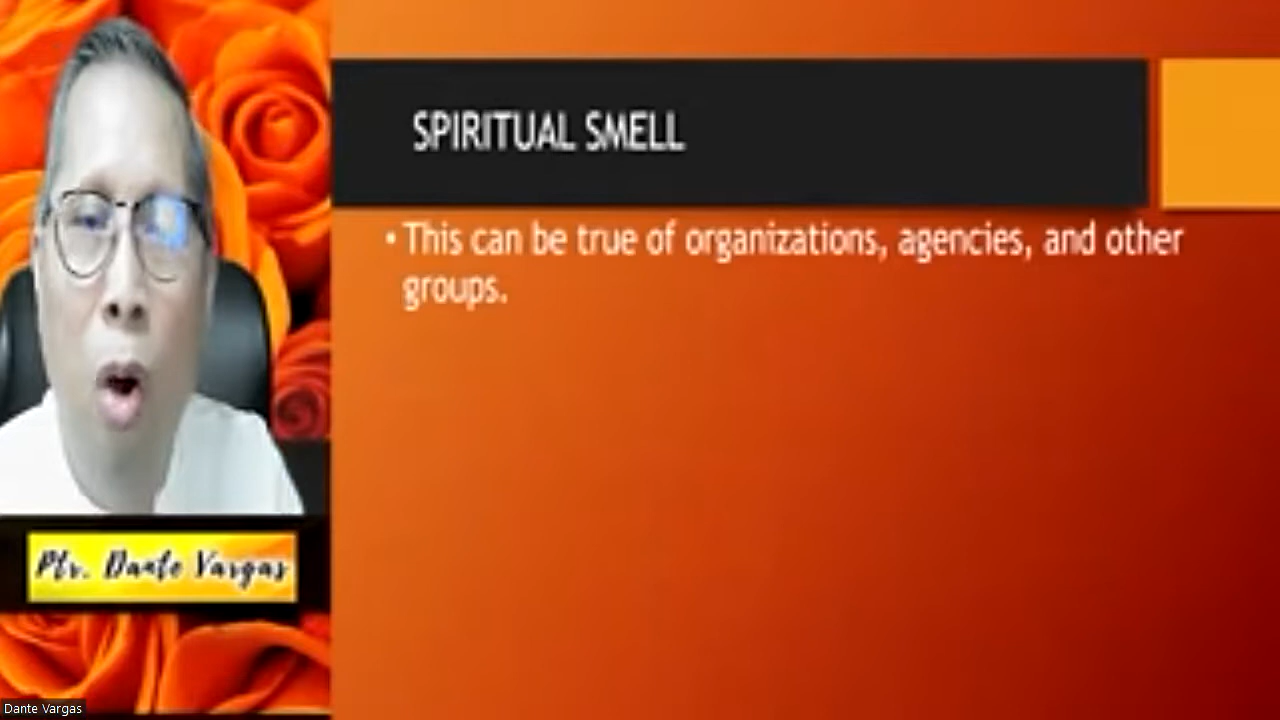 SPIRITUAL SMELL
• This can be true of organizations, agencies, and other
groups.
Ptr. Dante Vargas
Dante Vargas